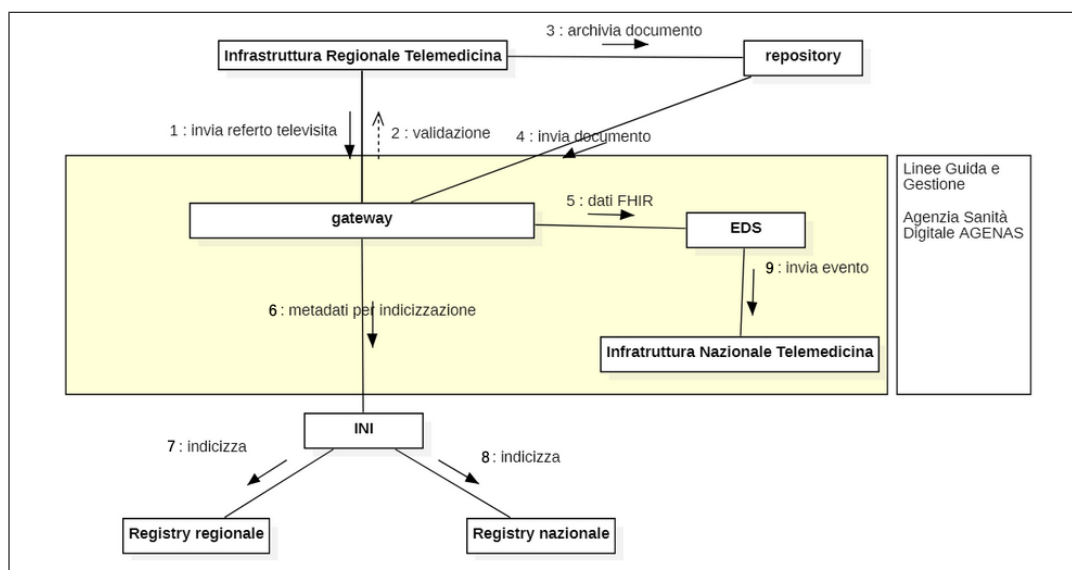 3 : archivia documento
Infrastruttura Regionale Telemedicina
repository
1 : invia referto televisita
2 : validazione
4 : invia documento
Linee Guida e
Gestione
Agenzia Sanità
Digitale AGENAS
gateway
5 : dati FHIR
EDS
9 : invia evento
6 : metadati per indicizzazione
Infratruttura Nazionale Telemedicina
INI
7 : indicizza
8 : indicizza
Registry regionale
Registry nazionale